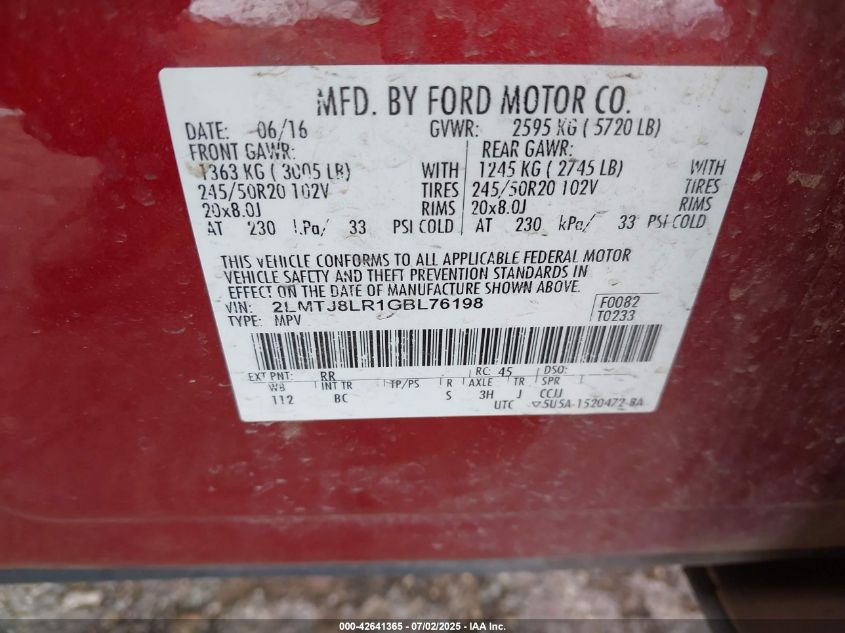 MFD. BY FORD MOTOR CO.
DATE: 06/16 GVWR: 2595 KG ( 5720 LB)
FRONT GAWR: REAR GAWR:
1363 KG ( 3005 LB) WITH 1245 KG ( 2745 LB) WITH
245/50R20 102V TIRES 245/50R20 102V TIRES
20x8.0J RIMS 20x8.0J RIMS
AT 230 kPa/ 33 PSI COLD AT 230 kPa/ 33 PSI COLD
THIS VEHICLE CONFORMS TO ALL APPLICABLE FEDERAL MOTOR
VEHICLE SAFETY AND THEFT PREVENTION STANDARDS IN
EFFECT ON THE DATE OF MANUFACTURE SHOWN ABOVE.
VIN: 2LMTJ8LR1GBL76198 F0082
TYPE: MPV T0233
EXT PNT: RR RC: 45 DSO:
WB INT TR TP/PS R AXLE TR SPR
112 BC S 3H J CCJJ
UTC ▽5U5A-1520472-BA
000-42641365 - 07/02/2025 - IAA Inc.